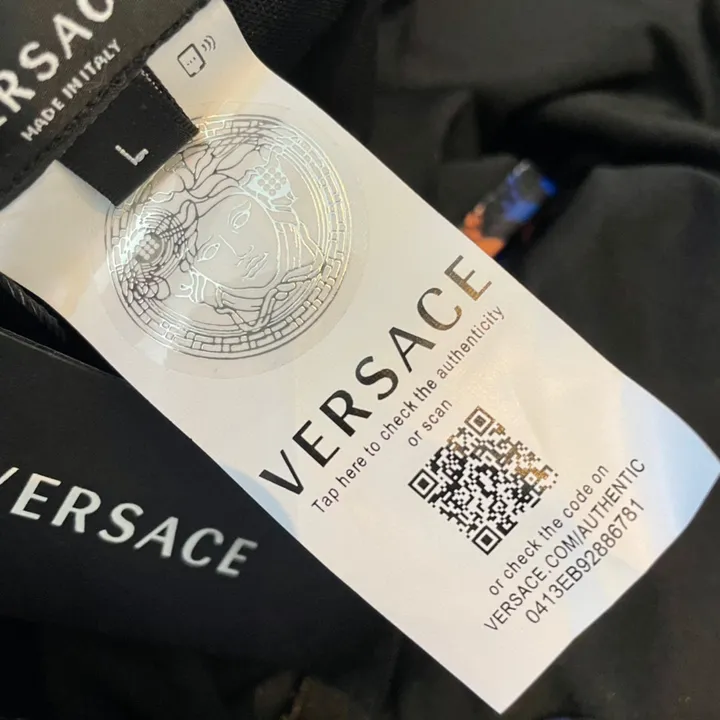 MADE IN ITALY
L
VERSACE
Tap here to check the authenticity
or scan
or check the code on
VERSACE.COM/AUTHENTIC
0413EB92886781
VERSACE